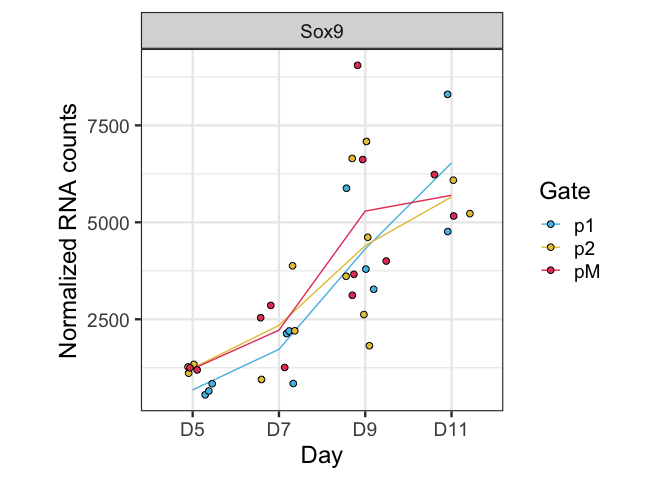 Sox9
Normalized RNA counts
7500
5000
2500
D5 D7 D9 D11
Day
Gate
p1
p2
pM